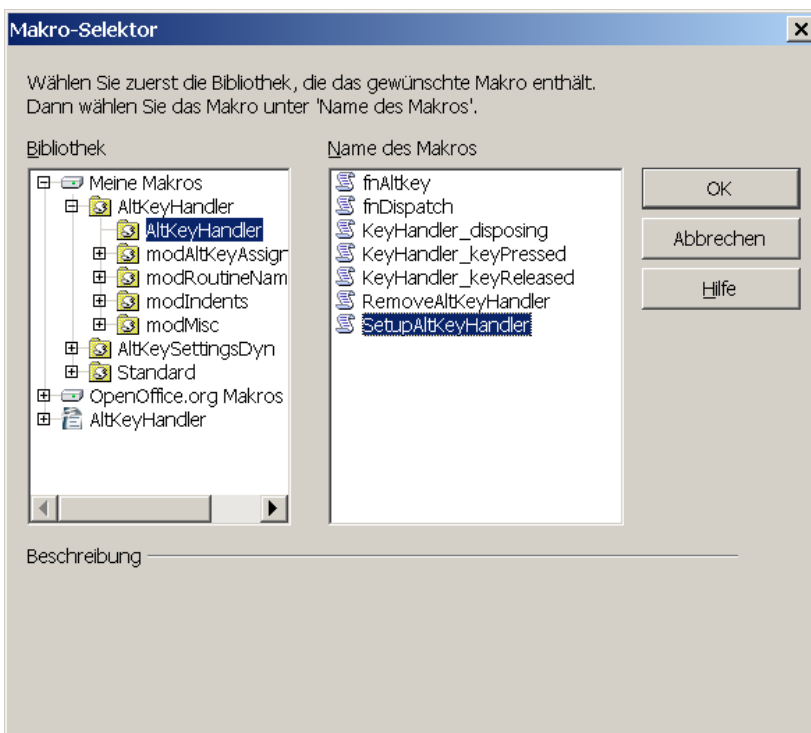 Makro-Selektor
Wählen Sie zuerst die Bibliothek, die das gewünschte Makro enthält.
Dann wählen Sie das Makro unter 'Name des Makros'.
Bibliothek
Meine Makros
AltKeyHandler
AltKeyHandler
modAltKeyAssign
modRoutineNam
modIndents
modMisc
AltKeySettingsDyn
Standard
OpenOffice.org Makros
AltKeyHandler
Name des Makros
fnAltkey
fnDispatch
KeyHandler_disposing
KeyHandler_keyPressed
KeyHandler_keyReleased
RemoveAltKeyHandler
SetupAltKeyHandler
OK
Abbrechen
Hilfe
Beschreibung